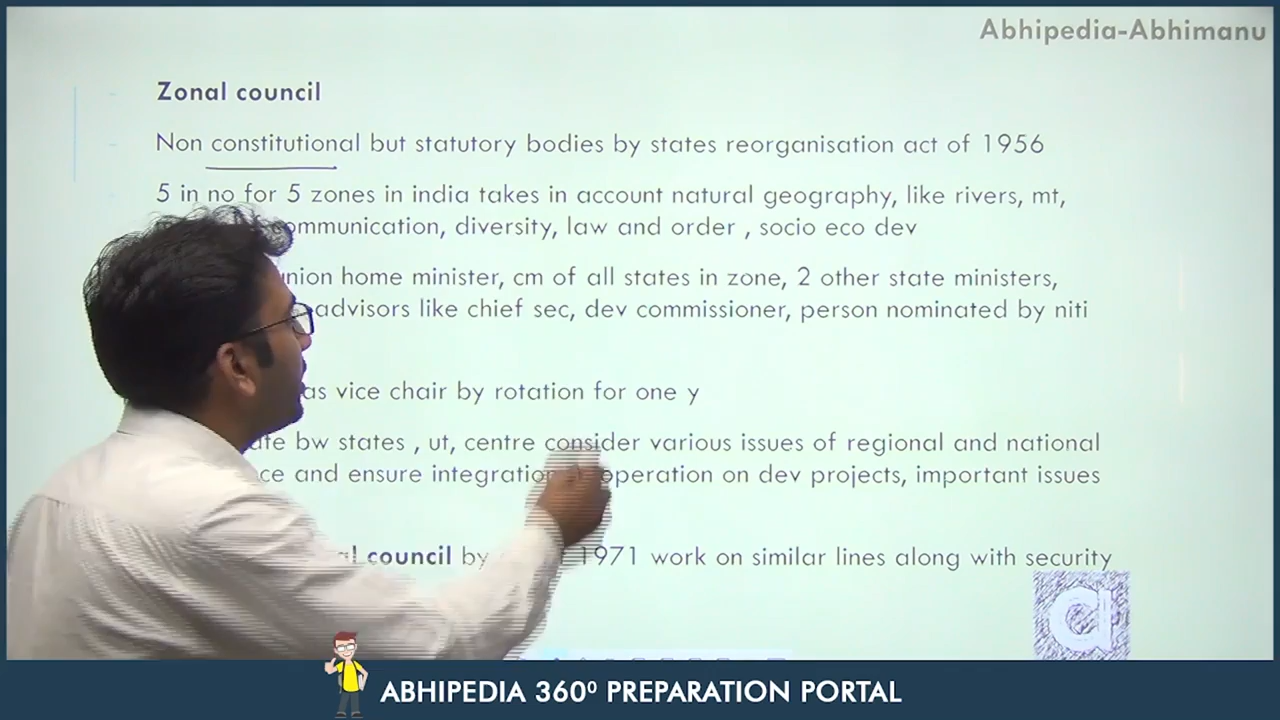 Abhipedia-Abhimanu
Zonal council
Non constitutional but statutory bodies by states reorganisation act of 1956
5 in no for 5 zones in india takes in account natural geography, like rivers, mt,
communication, diversity, law and order , socio eco dev
union home minister, cm of all states in zone, 2 other state ministers,
advisors like chief sec, dev commissioner, person nominated by niti
as vice chair by rotation for one y
bw states , ut, centre consider various issues of regional and national
and ensure integration on dev projects, important issues
council by 1971 work on similar lines along with security
a
ABHIPEDIA 360⁰ PREPARATION PORTAL